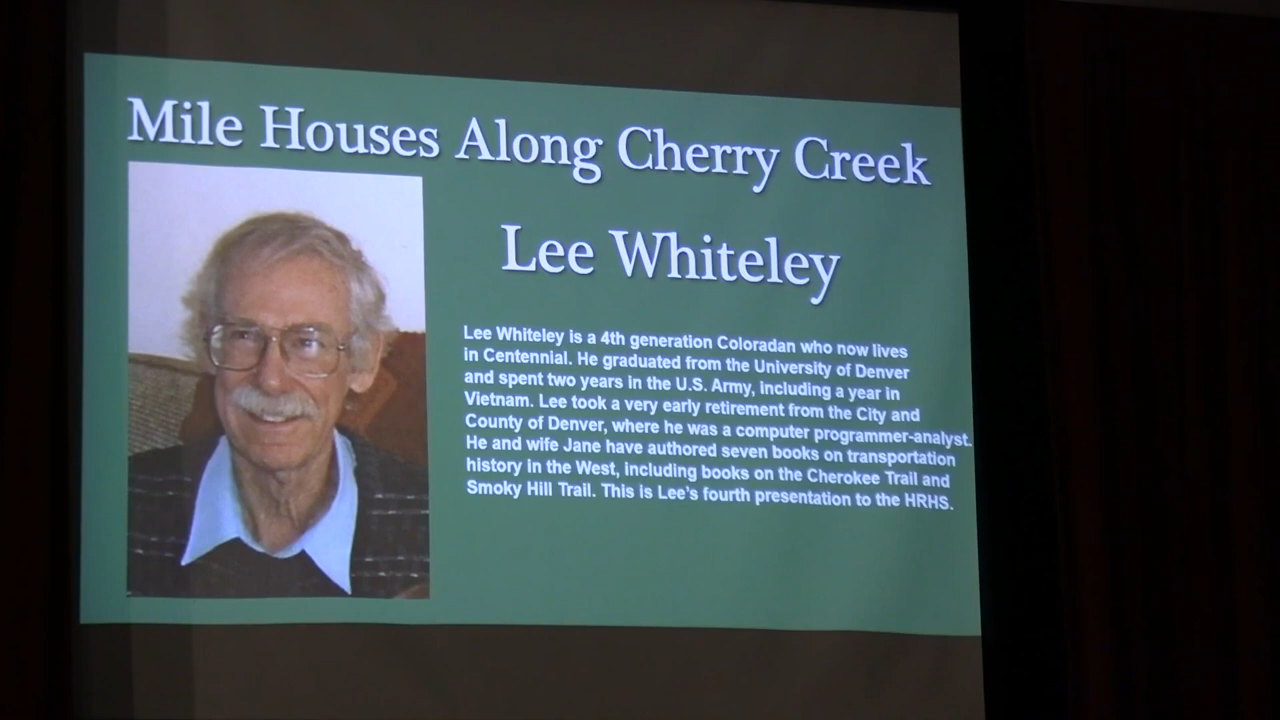 Mile Houses Along Cherry Creek
Lee Whiteley
Lee Whiteley is a 4th generation Coloradan who now lives
in Centennial. He graduated from the University of Denver
and spent two years in the U.S. Army, including a year in
Vietnam. Lee took a very early retirement from the City and
County of Denver, where he was a computer programmer-analyst.
He and wife Jane have authored seven books on transportation
history in the West, including books on the Cherokee Trail and
Smoky Hill Trail. This is Lee's fourth presentation to the HRHS.